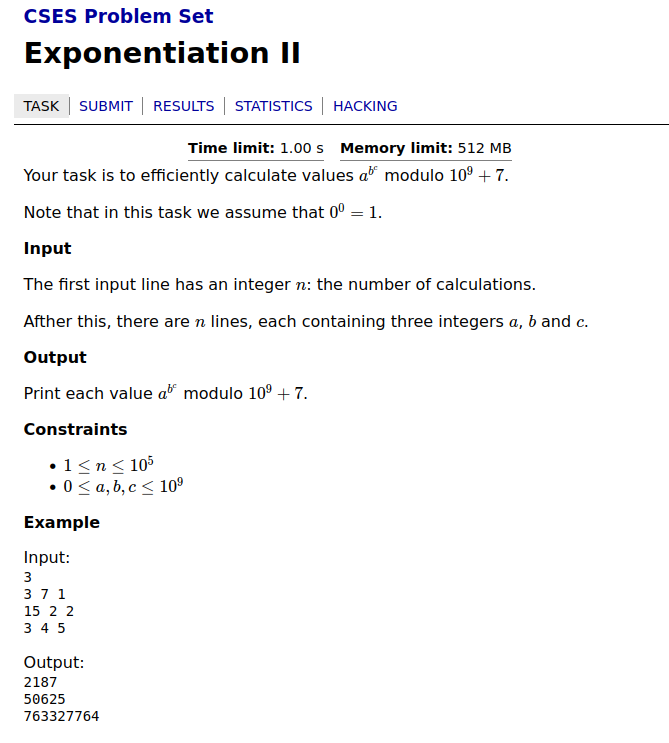 CSES Problem Set
Exponentiation II
TASK | SUBMIT | RESULTS | STATISTICS | HACKING
Time limit: 1.00 s Memory limit: 512 MB
Your task is to efficiently calculate values $a^{b^c}$ modulo $10^9 + 7$.
Note that in this task we assume that $0^0 = 1$.
Input
The first input line has an integer $n$: the number of calculations.
Afther this, there are $n$ lines, each containing three integers $a$, $b$ and $c$.
Output
Print each value $a^{b^c}$ modulo $10^9 + 7$.
Constraints
• $1 \le n \le 10^5$
• $0 \le a, b, c \le 10^9$
Example
Input:
3
3 7 1
15 2 2
3 4 5
Output:
2187
50625
763327764